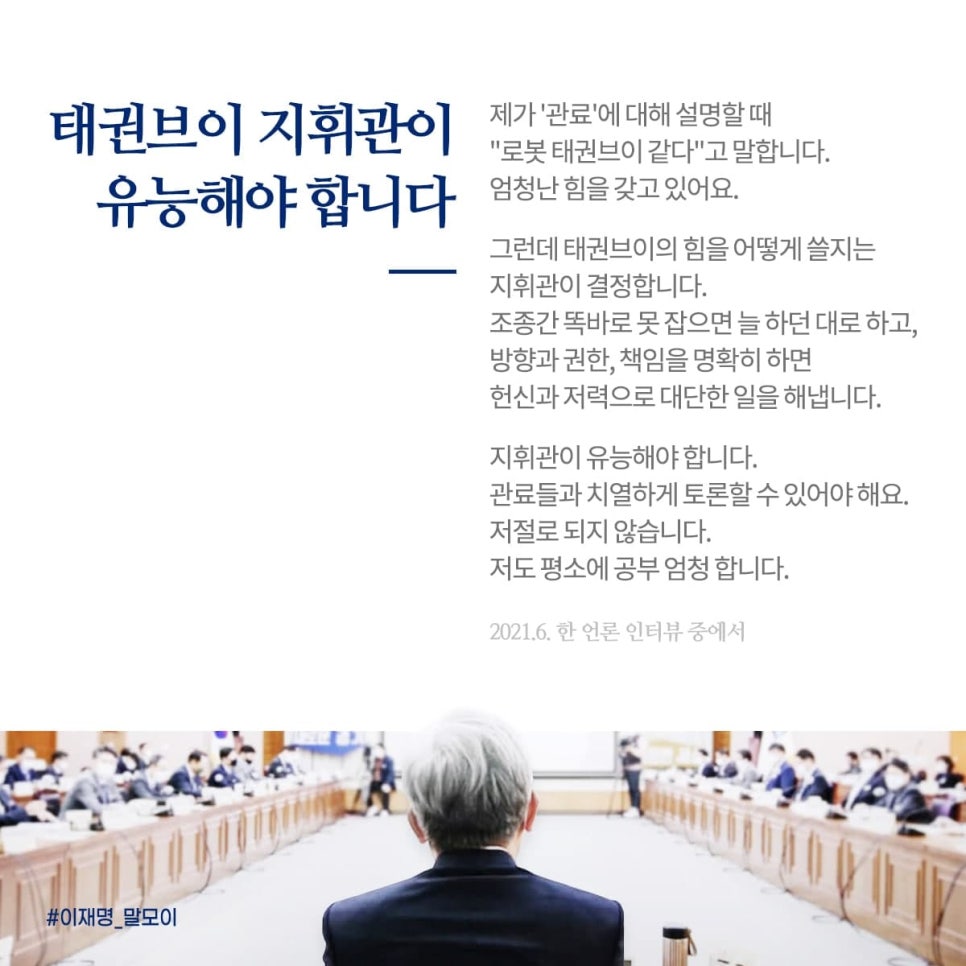 태권브이 지휘관이
유능해야 합니다
제가 '관료'에 대해 설명할 때
"로봇 태권브이 같다"고 말합니다.
엄청난 힘을 갖고 있어요.
그런데 태권브이의 힘을 어떻게 쓸지는
지휘관이 결정합니다.
조종간 똑바로 못 잡으면 늘 하던 대로 하고,
방향과 권한, 책임을 명확히 하면
헌신과 저력으로 대단한 일을 해냅니다.
지휘관이 유능해야 합니다.
관료들과 치열하게 토론할 수 있어야 해요.
저절로 되지 않습니다.
저도 평소에 공부 엄청 합니다.
2021.6. 한 언론 인터뷰 중에서
#이재명_말모이